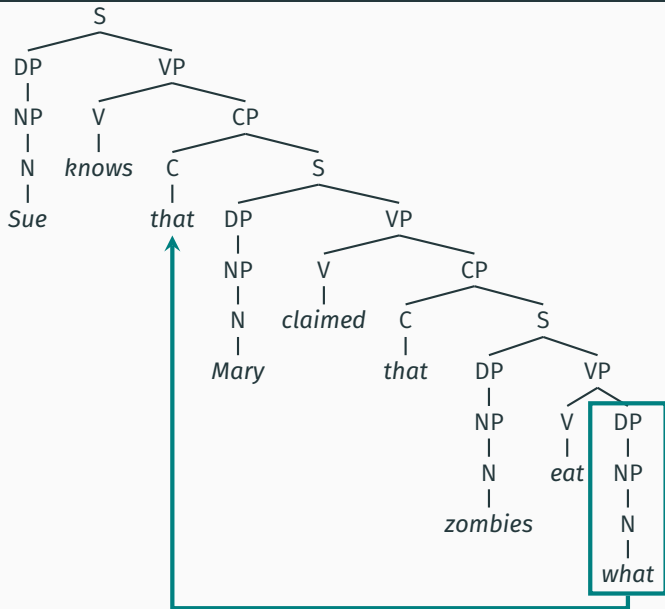 S
DP VP
NP V CP
N knows C S
Sue that DP VP
NP V CP
N claimed C S
Mary that DP VP
NP V DP
N eat NP
zombies N
what